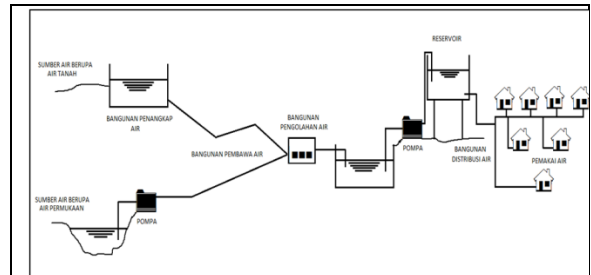 RESERVOIR
SUMBER AIR BERUPA
AIR TANAH
BANGUNAN PENANGKAP
AIR
BANGUNAN
PENGOLAHAN AIR
BANGUNAN PEMBAWA AIR
POMPA
BANGUNAN
DISTRIBUSI AIR
PEMAKAI AIR
SUMBER AIR BERUPA
AIR PERMUKAAN
POMPA